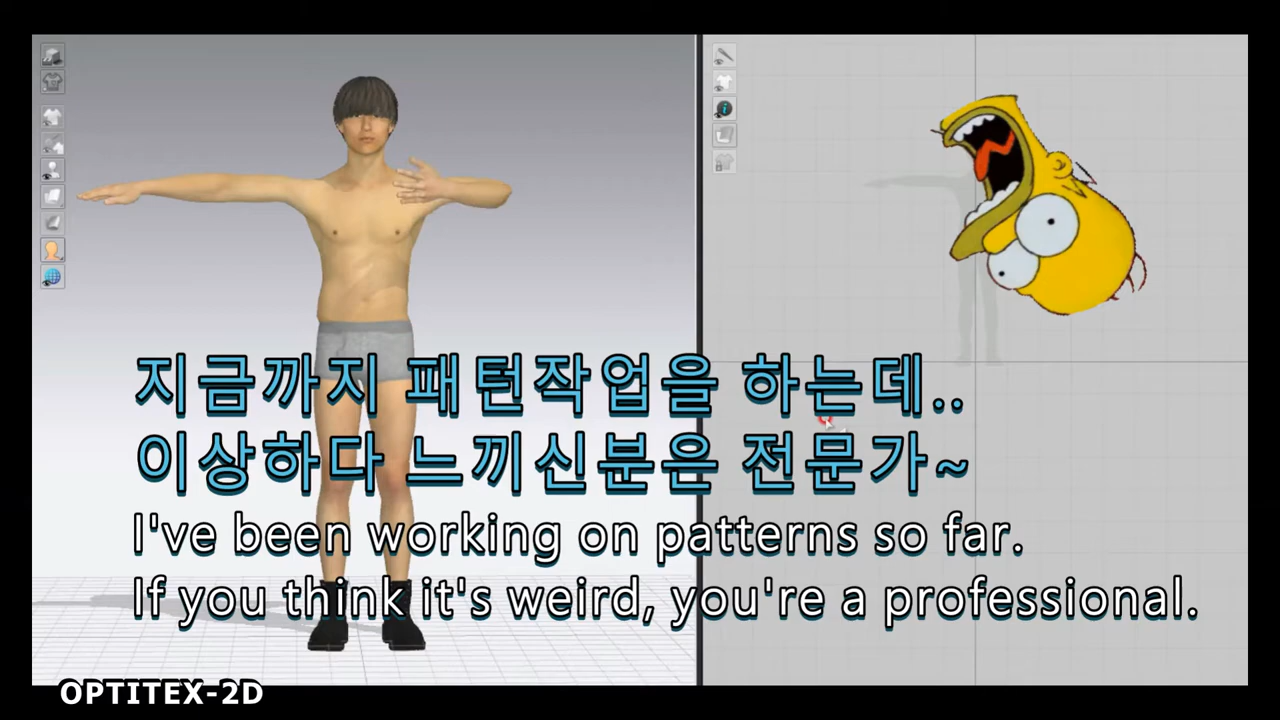 지금까지 패턴작업을 하는데..
이상하다 느끼신분은 전문가~
I've been working on patterns so far.
If you think it's weird, you're a professional.
OPTITEX-2D